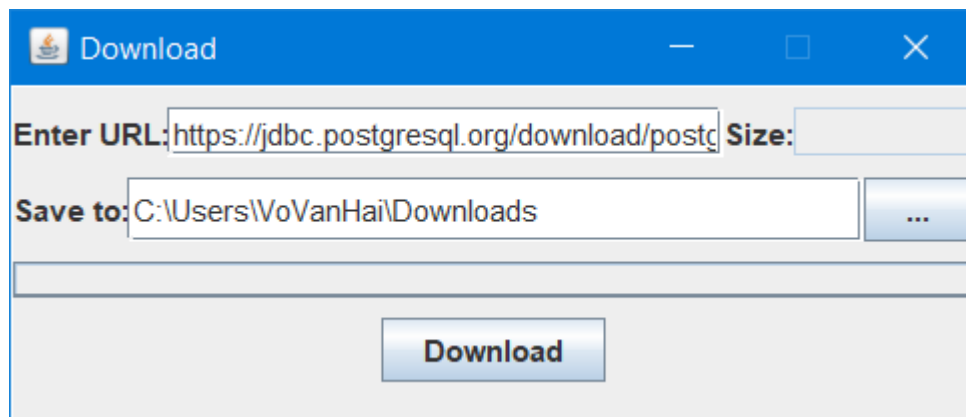 Download
Enter URL: https://jdbc.postgresql.org/download/postg Size:
Save to: C:\Users\VoVanHai\Downloads ...
Download